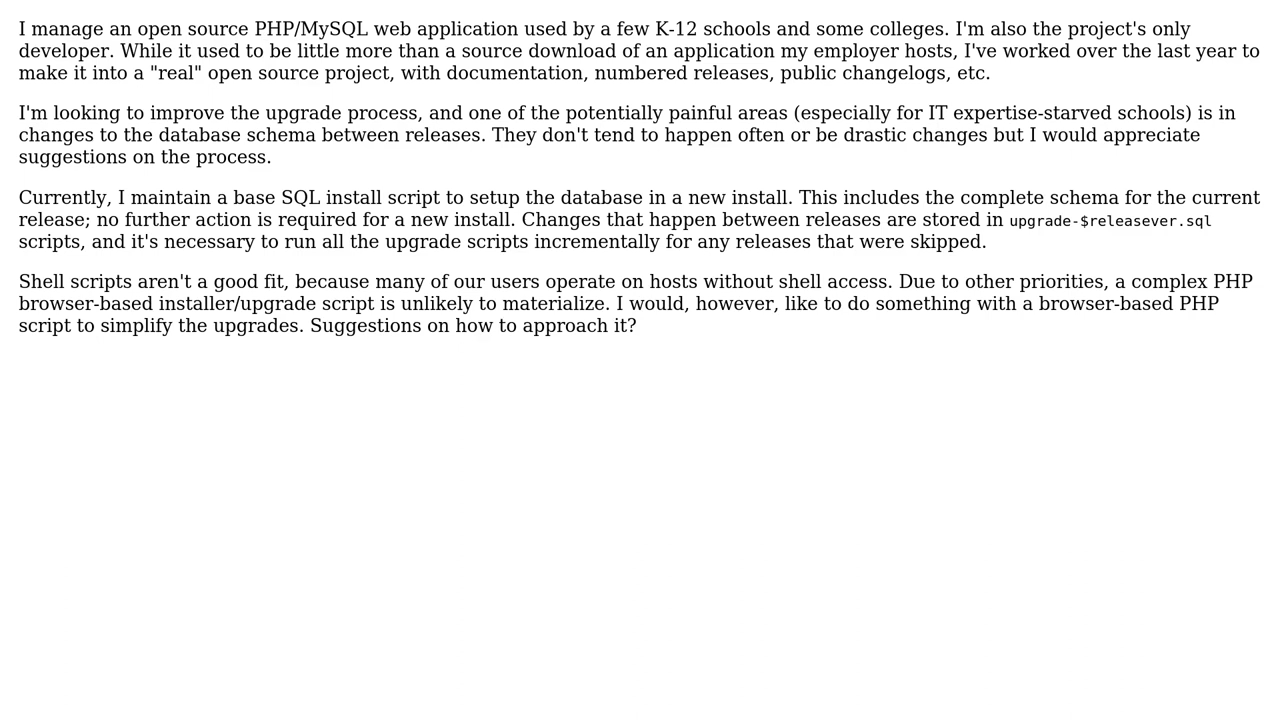 I manage an open source PHP/MySQL web application used by a few K-12 schools and some colleges. I'm also the project's only
developer. While it used to be little more than a source download of an application my employer hosts, I've worked over the last year to
make it into a "real" open source project, with documentation, numbered releases, public changelogs, etc.
I'm looking to improve the upgrade process, and one of the potentially painful areas (especially for IT expertise-starved schools) is in
changes to the database schema between releases. They don't tend to happen often or be drastic changes but I would appreciate
suggestions on the process.
Currently, I maintain a base SQL install script to setup the database in a new install. This includes the complete schema for the current
release; no further action is required for a new install. Changes that happen between releases are stored in upgrade-$releasever.sql
scripts, and it's necessary to run all the upgrade scripts incrementally for any releases that were skipped.
Shell scripts aren't a good fit, because many of our users operate on hosts without shell access. Due to other priorities, a complex PHP
browser-based installer/upgrade script is unlikely to materialize. I would, however, like to do something with a browser-based PHP
script to simplify the upgrades. Suggestions on how to approach it?